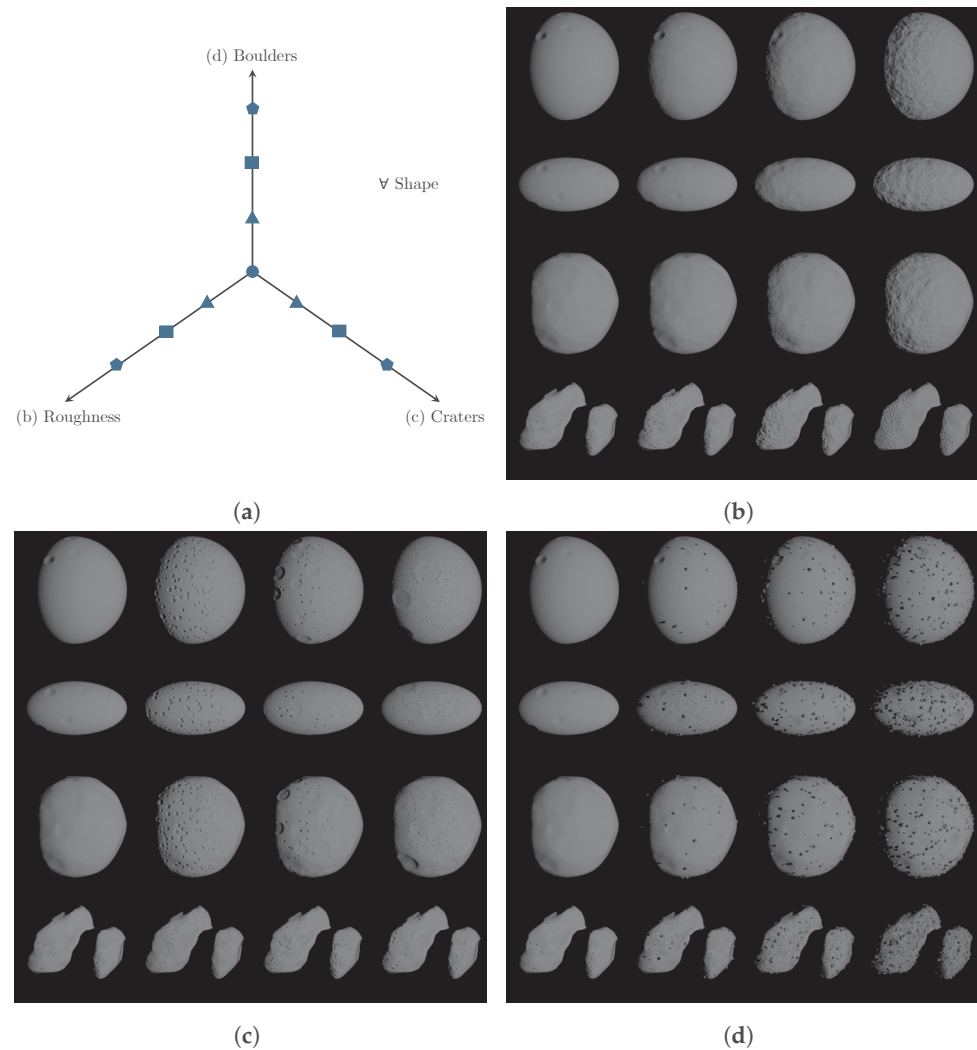 (d) Boulders
∀ Shape
(b) Roughness
(c) Craters
(a)
(b)
(c)
(d)